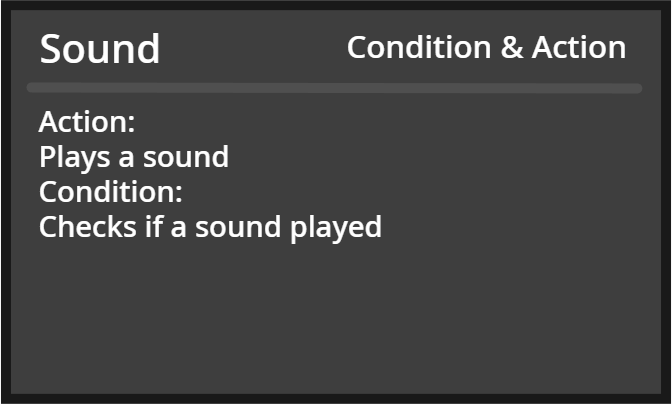 Sound
Condition & Action
Action:
Plays a sound
Condition:
Checks if a sound played